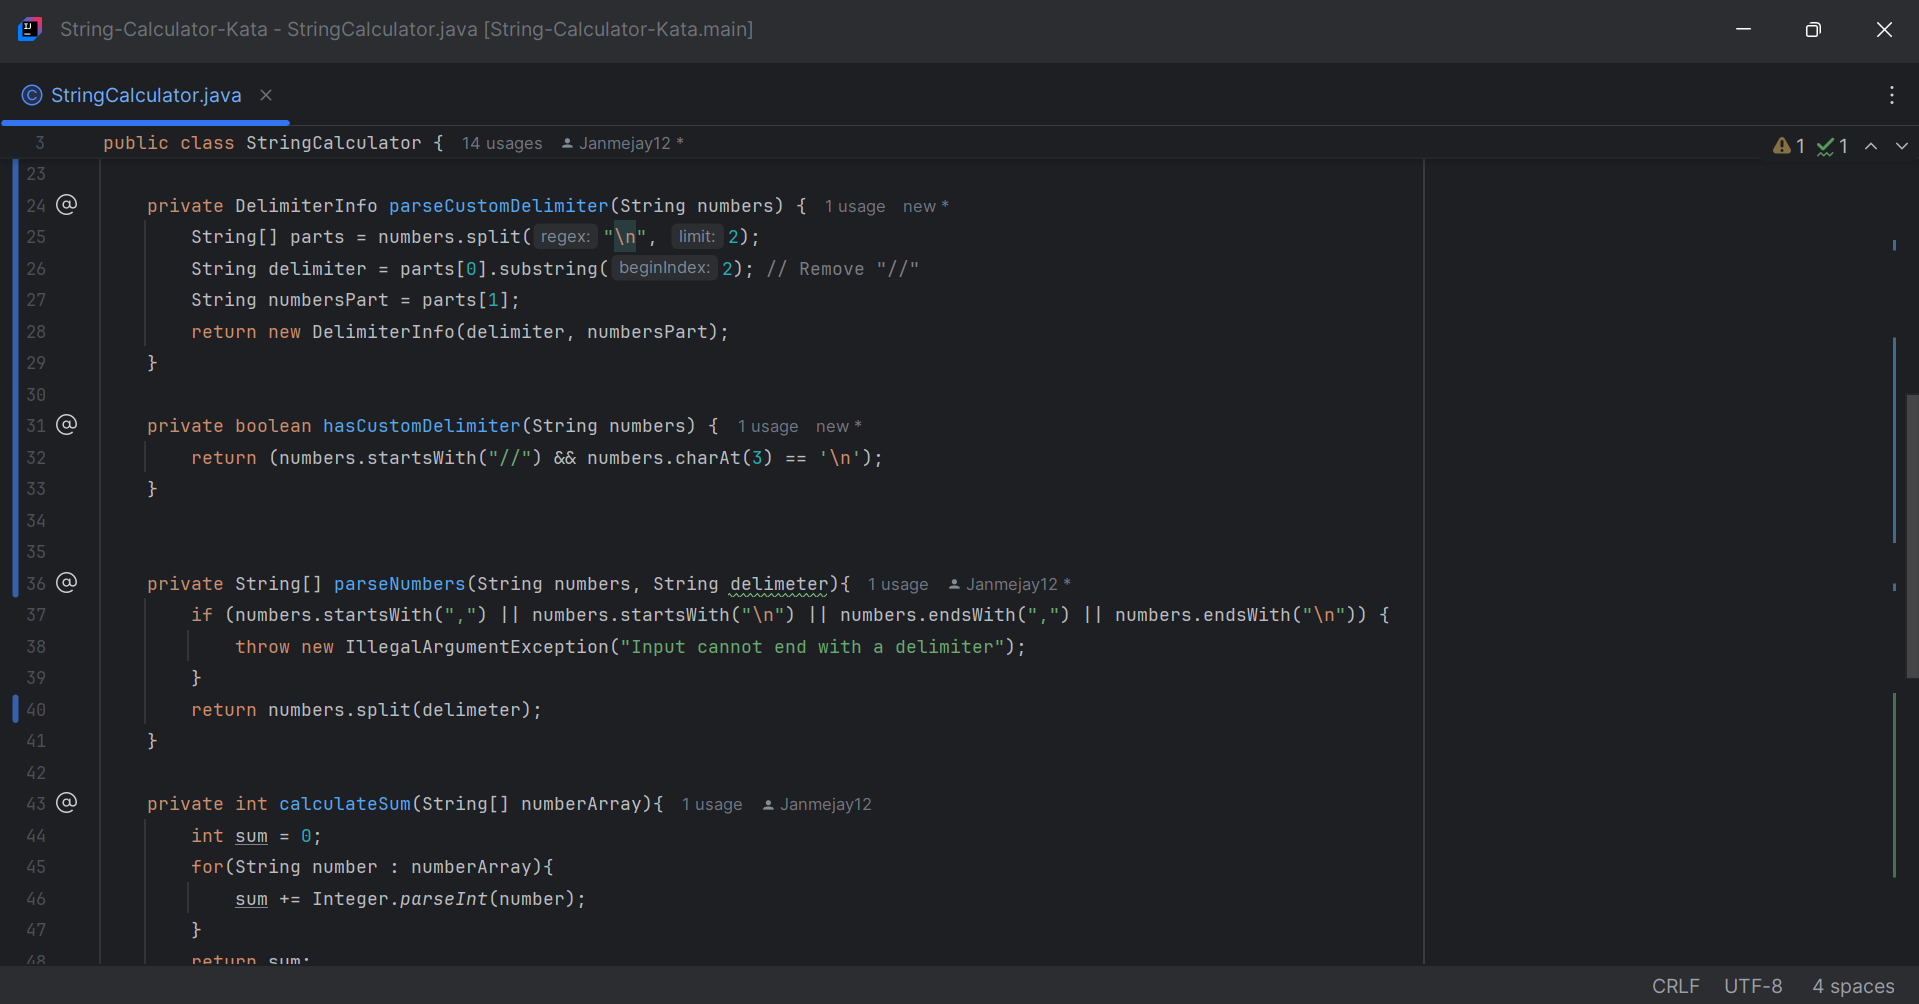 String-Calculator-Kata - StringCalculator.java [String-Calculator-Kata.main]
StringCalculator.java
3 public class StringCalculator { 14 usages Janmejay12 * 1 1
23
24 private DelimiterInfo parseCustomDelimiter(String numbers) { 1 usage new *
25 String[] parts = numbers.split( regex: "\n", limit: 2);
26 String delimiter = parts[0].substring( beginIndex: 2); // Remove "//"
27 String numbersPart = parts[1];
28 return new DelimiterInfo(delimiter, numbersPart);
29 }
30
31 private boolean hasCustomDelimiter(String numbers) { 1 usage new *
32 return (numbers.startsWith("//") && numbers.charAt(3) == '\n');
33 }
34
35
36 private String[] parseNumbers(String numbers, String delimeter){ 1 usage Janmejay12 *
37 if (numbers.startsWith(",") || numbers.startsWith("\n") || numbers.endsWith(",") || numbers.endsWith("\n")) {
38 throw new IllegalArgumentException("Input cannot end with a delimiter");
39 }
40 return numbers.split(delimeter);
41 }
42
43 private int calculateSum(String[] numberArray){ 1 usage Janmejay12
44 int sum = 0;
45 for(String number : numberArray){
46 sum += Integer.parseInt(number);
47 }
48 return sum;
CRLF UTF-8 4 spaces